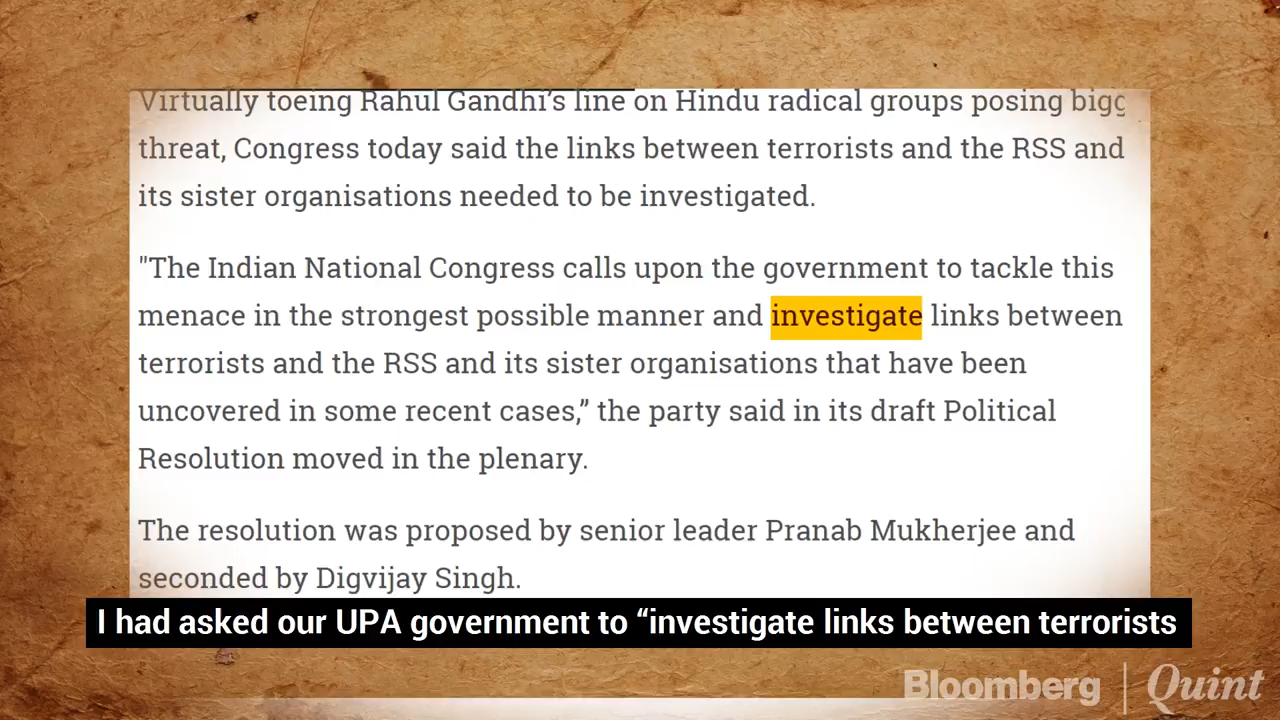 Virtually toeing Rahul Gandhi's line on Hindu radical groups posing bigg
threat, Congress today said the links between terrorists and the RSS and
its sister organisations needed to be investigated.
"The Indian National Congress calls upon the government to tackle this
menace in the strongest possible manner and investigate links between
terrorists and the RSS and its sister organisations that have been
uncovered in some recent cases,” the party said in its draft Political
Resolution moved in the plenary.
The resolution was proposed by senior leader Pranab Mukherjee and
seconded by Digvijay Singh.
I had asked our UPA government to “investigate links between terrorists
Bloomberg | Quint